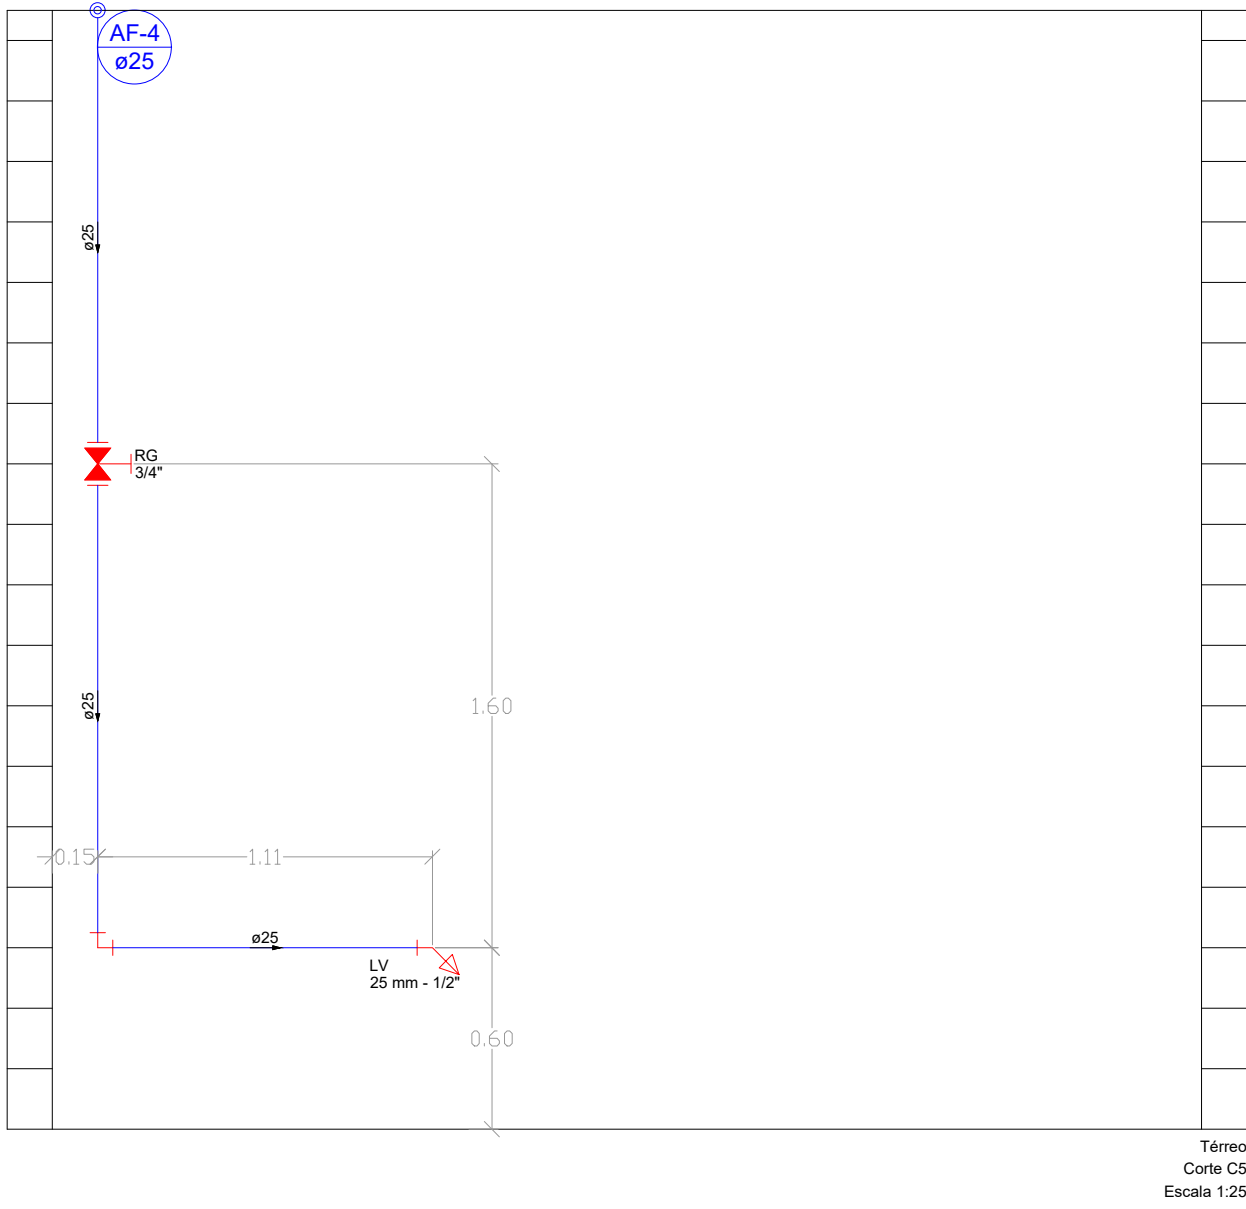 AF-4
ø25
ø25
RG
3/4"
ø25
1.60
0.15
1.11
ø25
LV
25 mm - 1/2"
0.60
Térreo
Corte C5
Escala 1:25